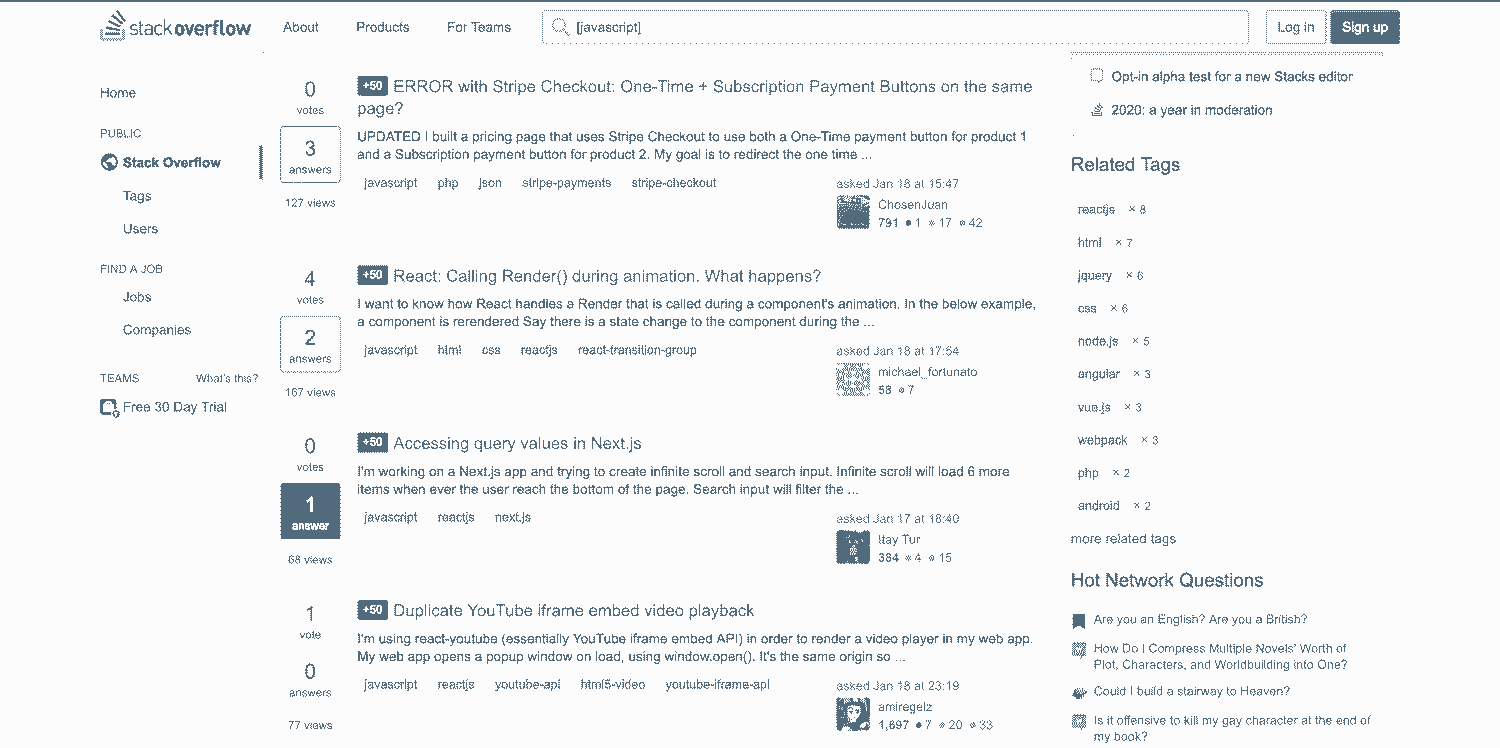 stackoverflow
About
Products
For Teams
[javascript]
Log in
Sign up
Home
PUBLIC
Stack Overflow
Tags
Users
FIND A JOB
Jobs
Companies
TEAMS
What's this?
Free 30 Day Trial
0
votes
3
answers
127 views
+50 ERROR with Stripe Checkout: One-Time + Subscription Payment Buttons on the same
page?
UPDATED I built a pricing page that uses Stripe Checkout to use both a One-Time payment button for product 1
and a Subscription payment button for product 2. My goal is to redirect the one time ...
javascript php json stripe-payments stripe-checkout
asked Jan 18 at 15:47
ChosenJuan
791 ● 1 ● 17 ● 42
4
votes
2
answers
167 views
+50 React: Calling Render() during animation. What happens?
I want to know how React handles a Render that is called during a component's animation. In the below example,
a component is rerendered Say there is a state change to the component during the ...
javascript html css reactjs react-transition-group
asked Jan 18 at 17:54
michael_fortunato
58 ● 7
0
votes
1
answer
68 views
+50 Accessing query values in Next.js
I'm working on a Next.js app and trying to create infinite scroll and search input. Infinite scroll will load 6 more
items when ever the user reach the bottom of the page. Search input will filter the ...
javascript reactjs next.js
asked Jan 17 at 18:40
Itay Tur
384 ● 4 ● 15
1
vote
0
answers
77 views
+50 Duplicate YouTube iframe embed video playback
I'm using react-youtube (essentially YouTube iframe embed API) in order to render a video player in my web app.
My web app opens a popup window on load, using window.open(). It's the same origin so ...
javascript reactjs youtube-api html5-video youtube-iframe-api
asked Jan 18 at 23:19
amiregelz
1,697 ● 7 ● 20 ● 33
Opt-in alpha test for a new Stacks editor
2020: a year in moderation
Related Tags
reactjs × 8
html × 7
jquery × 6
css × 6
node.js × 5
angular × 3
vue.js × 3
webpack × 3
php × 2
android × 2
more related tags
Hot Network Questions
Are you an English? Are you a British?
How Do I Compress Multiple Novels' Worth of
Plot, Characters, and Worldbuilding into One?
Could I build a stairway to Heaven?
Is it offensive to kill my gay character at the end of
my book?